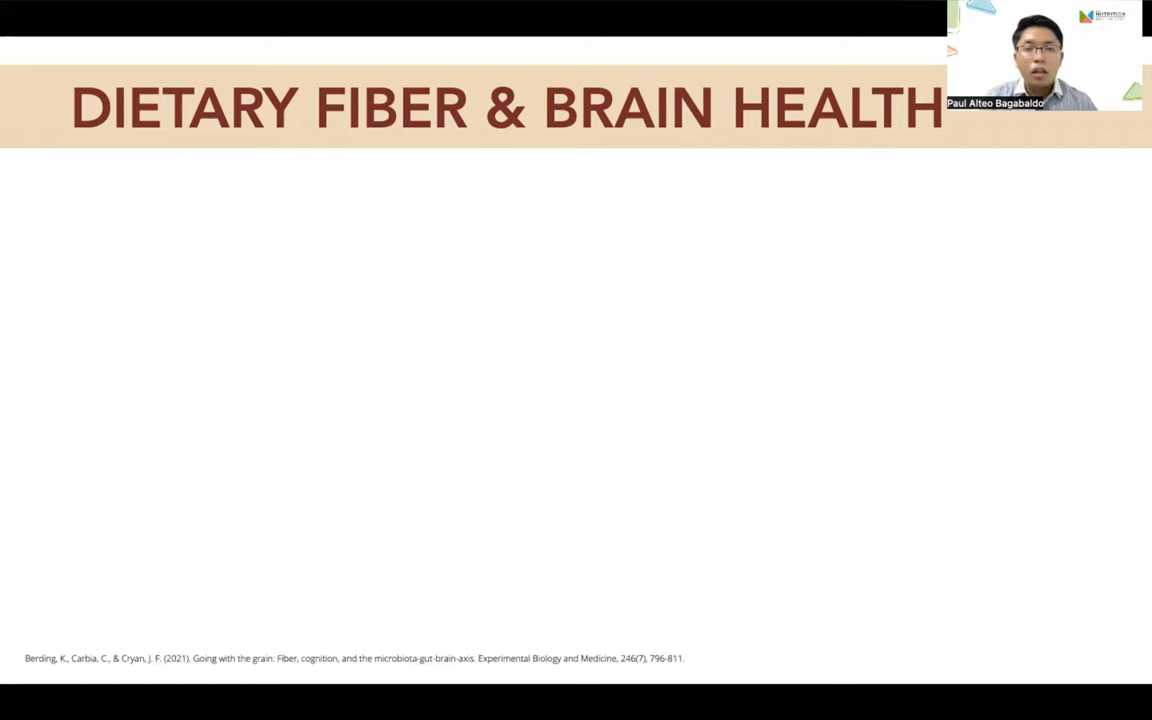 DIETARY FIBER & BRAIN HEALTH
NUTRITION
Paul Alteo Bagabaldo
Berding, K., Carbia, C., & Cryan, J. F. (2021). Going with the grain: Fiber, cognition, and the microbiota-gut-brain-axis. Experimental Biology and Medicine, 246(7), 796-811.